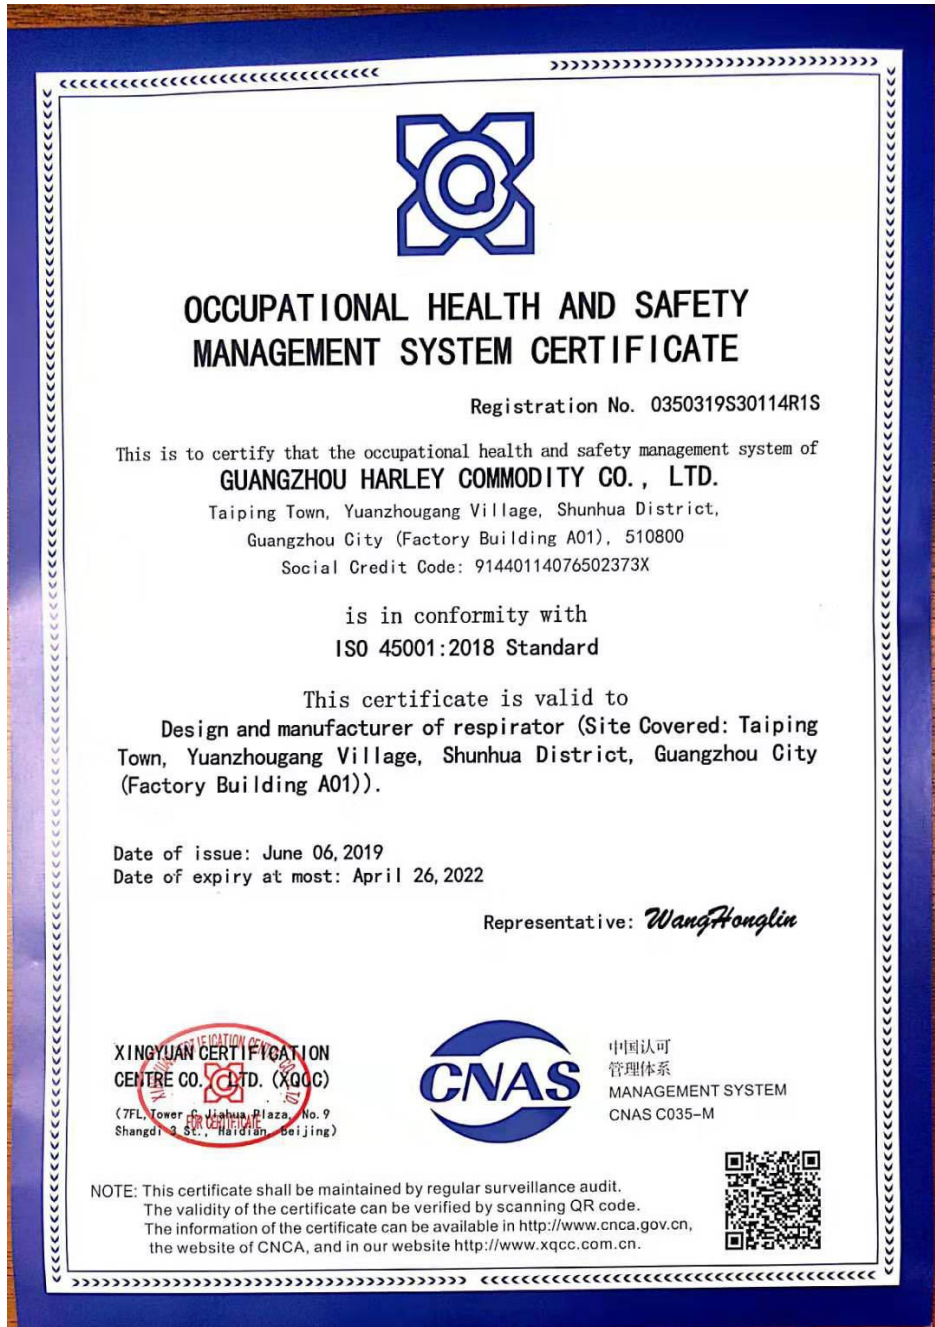 OCCUPATIONAL HEALTH AND SAFETY
MANAGEMENT SYSTEM CERTIFICATE
Registration No. 0350319S30114R1S
This is to certify that the occupational health and safety management system of
GUANGZHOU HARLEY COMMODITY CO., LTD.
Taiping Town, Yuanzhougang Village, Shunhua District,
Guangzhou City (Factory Building A01), 510800
Social Credit Code: 91440114076502373X
is in conformity with
ISO 45001:2018 Standard
This certificate is valid to
Design and manufacturer of respirator (Site Covered: Taiping
Town, Yuanzhougang Village, Shunhua District, Guangzhou City
(Factory Building A01)).
Date of issue: June 06,2019
Date of expiry at most: April 26,2022
Representative: WangHonglin
XINGYUAN CERTIFICATION
CENTRE CO., LTD. (XQCC)
(7FL, Tower C, Jiahua Plaza, No. 9
Shangdi 3 St., Haidian, Beijing)
FOR CERTIFICATE
CNAS
中国认可
管理体系
MANAGEMENT SYSTEM
CNAS C035-M
NOTE: This certificate shall be maintained by regular surveillance audit.
The validity of the certificate can be verified by scanning QR code.
The information of the certificate can be available in http://www.cnca.gov.cn,
the website of CNCA, and in our website http://www.xqcc.com.cn.